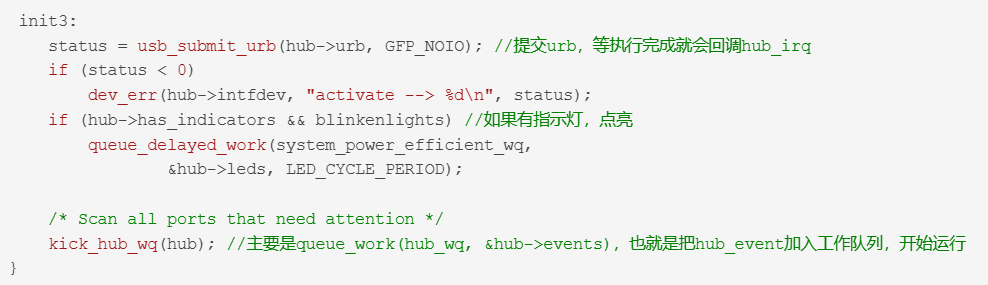 init3:
    status = usb_submit_urb(hub->urb, GFP_NOIO); //提交urb, 等执行完成就会回调hub_irq
    if (status < 0)
        dev_err(hub->intfdev, "activate --> %d\n", status);
    if (hub->has_indicators && blinkenlights) //如果有指示灯，点亮
        queue_delayed_work(system_power_efficient_wq,
                &hub->leds, LED_CYCLE_PERIOD);

    /* Scan all ports that need attention */
    kick_hub_wq(hub); //主要是queue_work(hub_wq, &hub->events)，也就是把hub_event加入工作队列，开始运行
}